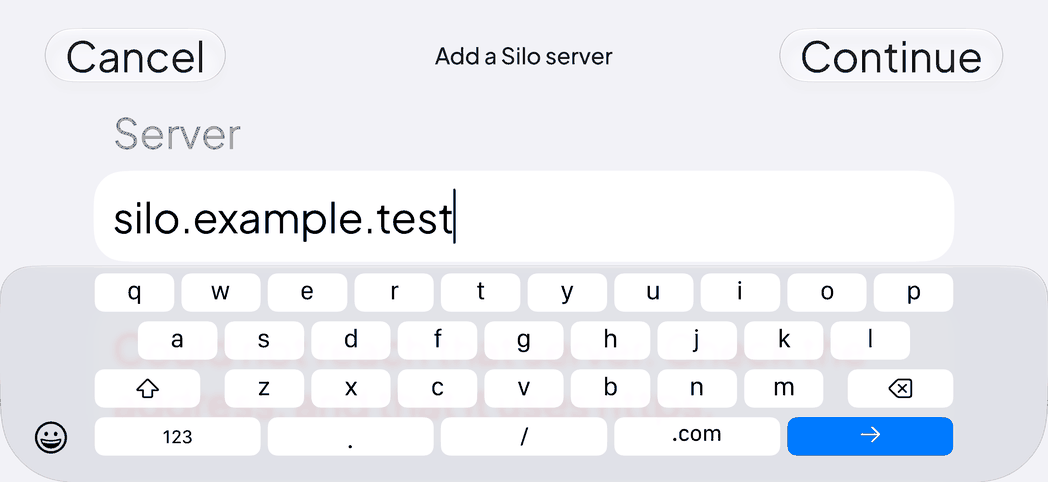 Cancel Add a Silo server Continue
Server
silo.example.test
q w e r t y u i o p
a s d f g h j k l
z x c v b n m
123 . / .com